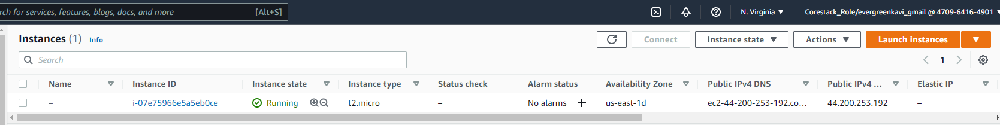 rch for services, features, blogs, docs, and more [Alt+S] N. Virginia ▼ Corestack_Role/evergreenkavi_gmail @ 4709-6416-4901
Instances (1) Info Connect Instance state ▼ Actions ▼ Launch instances ▼
Search 1
Name Instance ID Instance state Instance type Status check Alarm status Availability Zone Public IPv4 DNS Public IPv4 ... Elastic IP
– i-07e75966e5a5eb0ce Running t2.micro – No alarms + us-east-1d ec2-44-200-253-192.co... 44.200.253.192 –